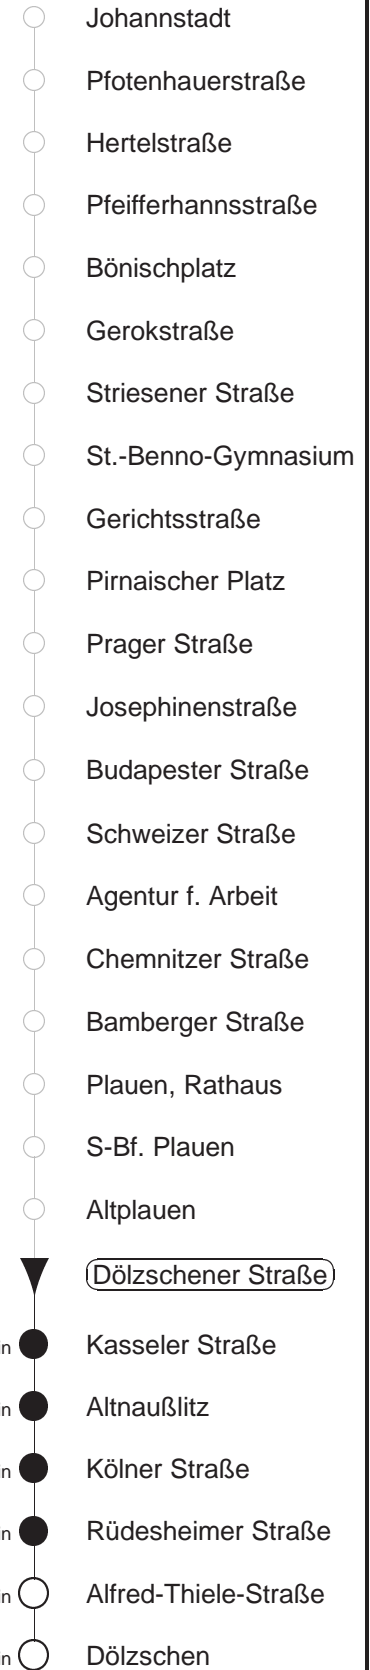 Johannstadt
Pfotenhauerstraße
Hertelstraße
Pfeifferhannsstraße
Bönischplatz
Gerokstraße
Striesener Straße
St.-Benno-Gymnasium
Gerichtsstraße
Pirnaischer Platz
Prager Straße
Josephinenstraße
Budapester Straße
Schweizer Straße
Agentur f. Arbeit
Chemnitzer Straße
Bamberger Straße
Plauen, Rathaus
S-Bf. Plauen
Altplauen
Dölzschener Straße
Kasseler Straße
Altnaußlitz
Kölner Straße
Rüdesheimer Straße
Alfred-Thiele-Straße
Dölzschen